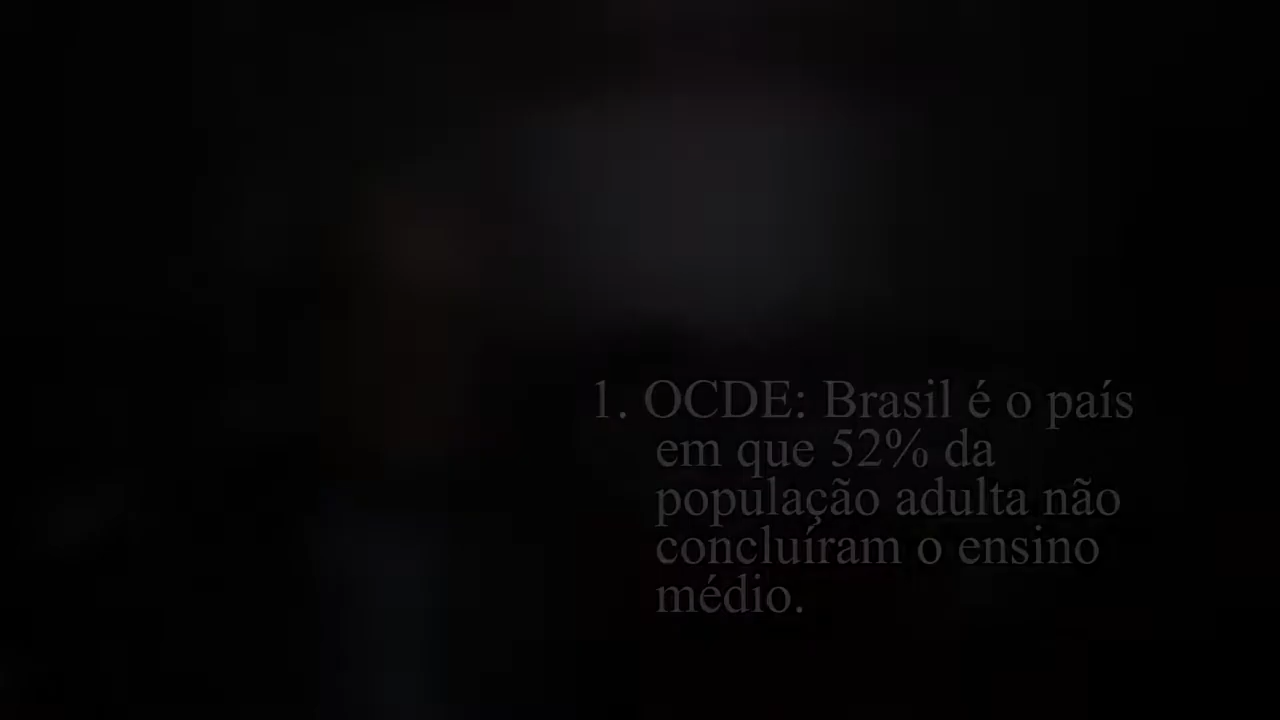 1. OCDE: Brasil é o país
em que 52% da
população adulta não
concluíram o ensino
médio.